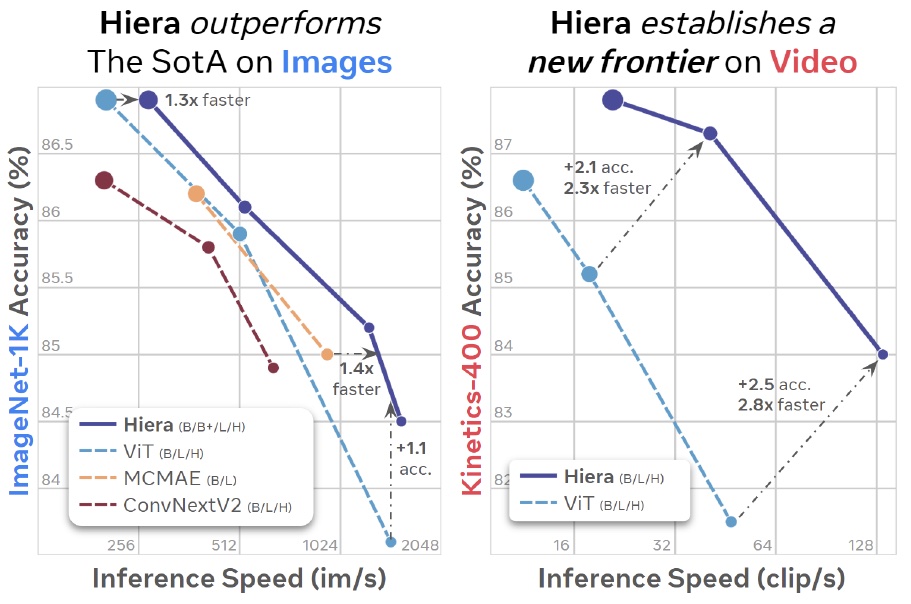 Hiera outperforms
The SotA on Images
ImageNet-1K Accuracy (%)
86.5
86
85.5
85
84.5
84
1.3x faster
1.4x
faster
+1.1
acc.
Hiera (B/B+/L/H)
ViT (B/L/H)
MCMAE (B/L)
ConvNextV2 (B/L/H)
256
512
1024
2048
Inference Speed (im/s)
Hiera establishes a
new frontier on Video
Kinetics-400 Accuracy (%)
87
86
85
84
83
82
+2.1 acc.
2.3x faster
+2.5 acc.
2.8x faster
Hiera (B/L/H)
ViT (B/L/H)
16
32
64
128
Inference Speed (clip/s)